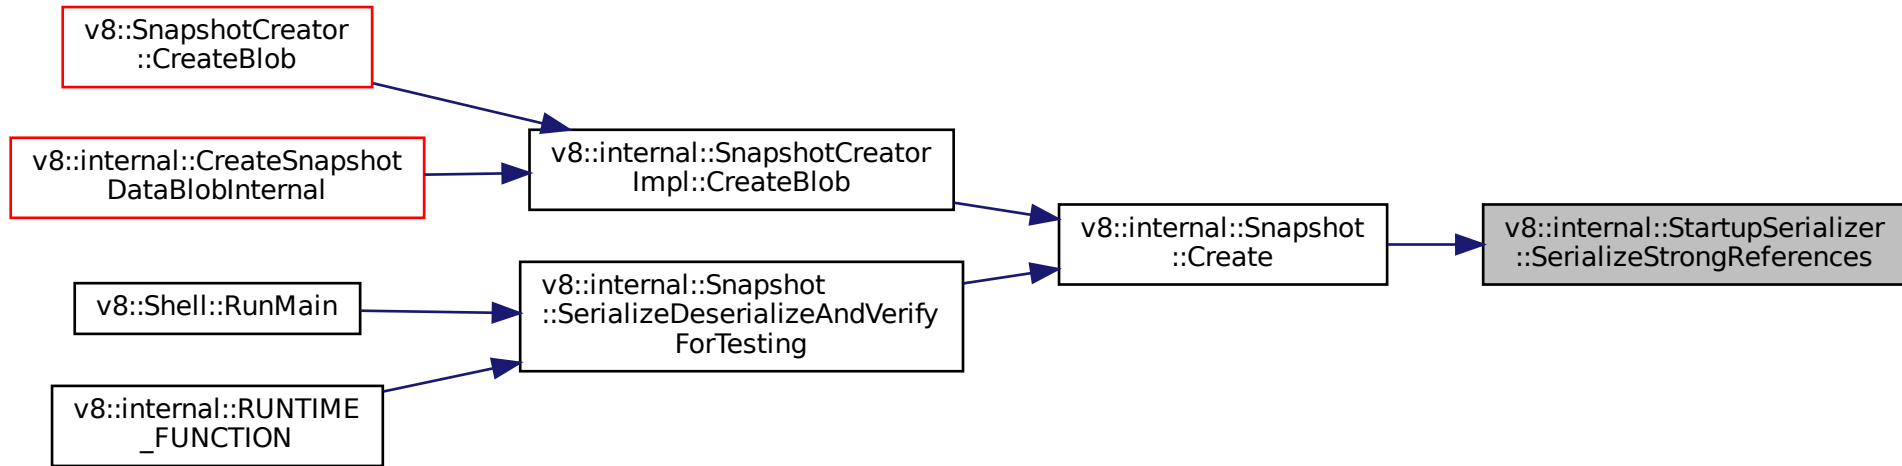 v8::SnapshotCreator
::CreateBlob
v8::internal::CreateSnapshot
DataBlobInternal
v8::internal::SnapshotCreator
Impl::CreateBlob
v8::internal::Snapshot
::SerializeDeserializeAndVerify
ForTesting
v8::Shell::RunMain
v8::internal::RUNTIME
_FUNCTION
v8::internal::Snapshot
::Create
v8::internal::StartupSerializer
::SerializeStrongReferences